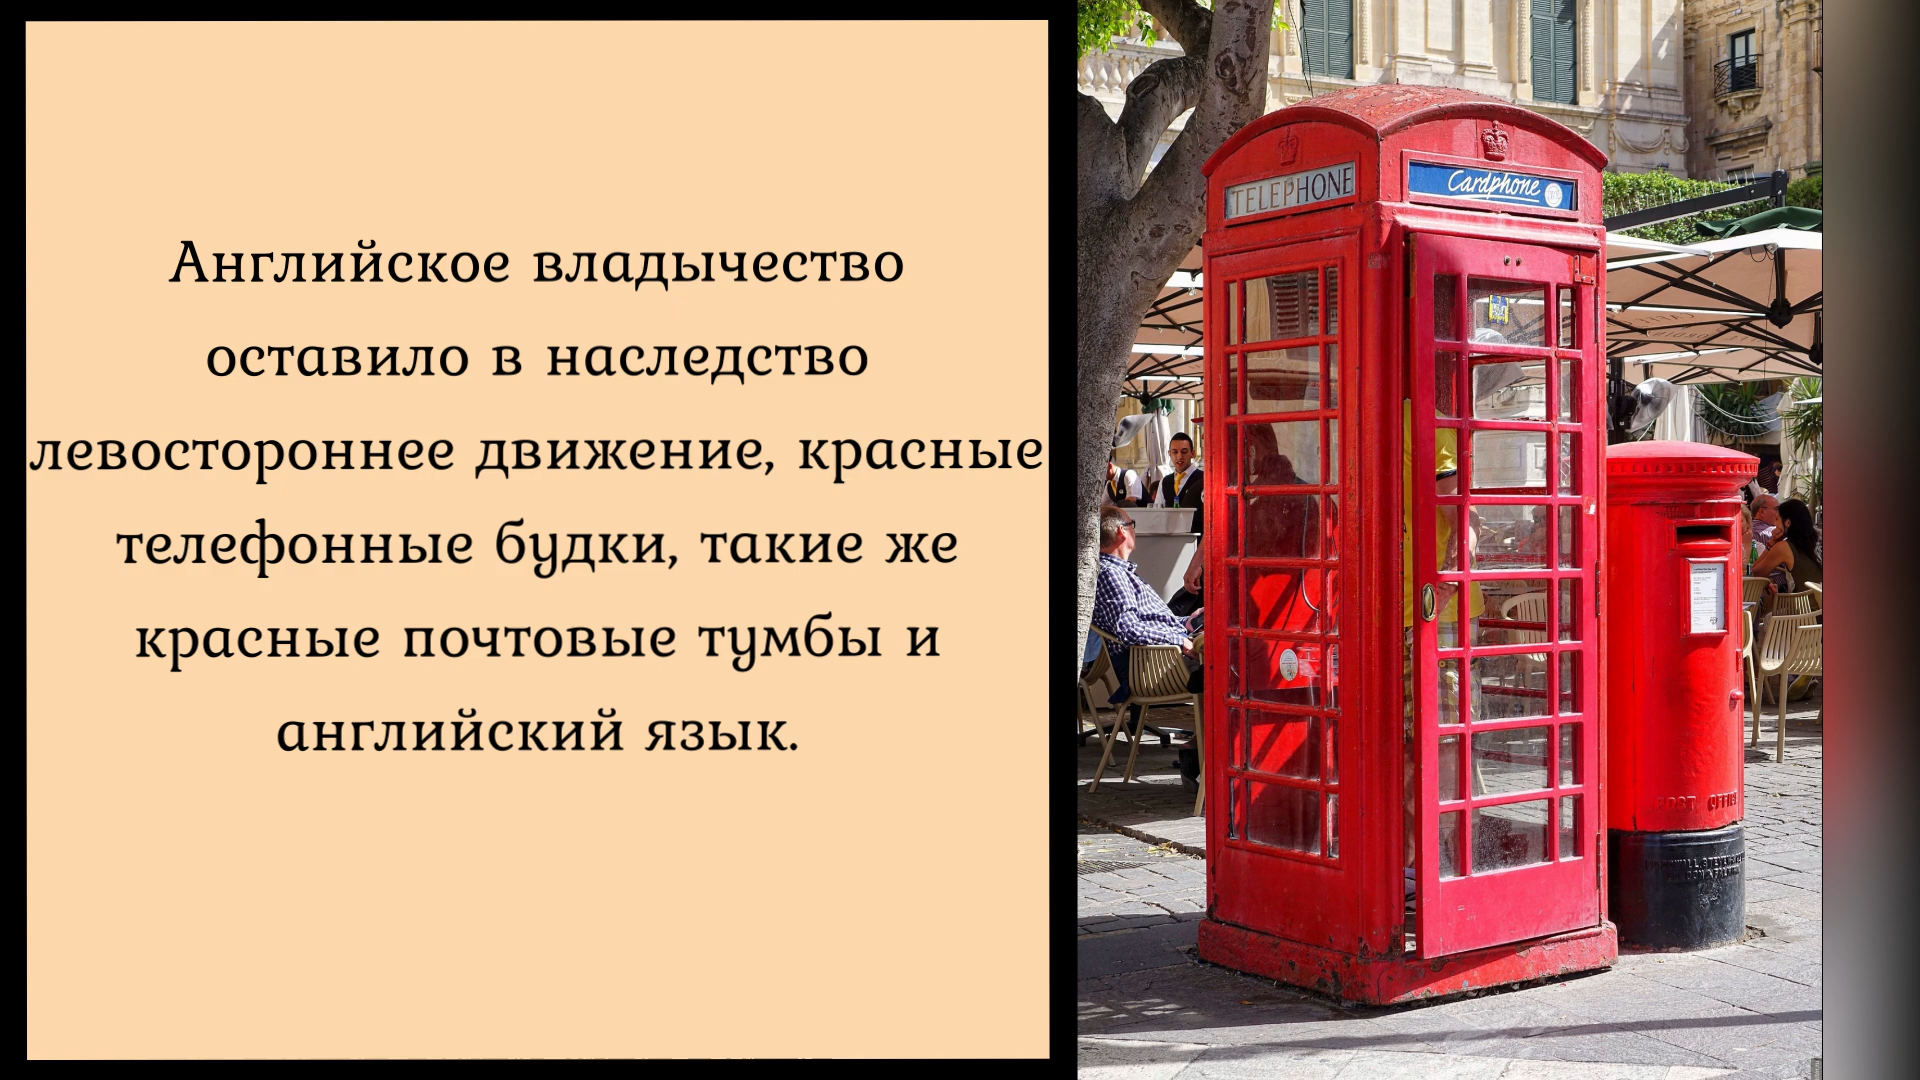 Английское владычество
оставило в наследство
левостороннее движение, красные
телефонные будки, такие же
красные почтовые тумбы и
английский язык.
TELEPHONE
Cardphone
POST OFFICE